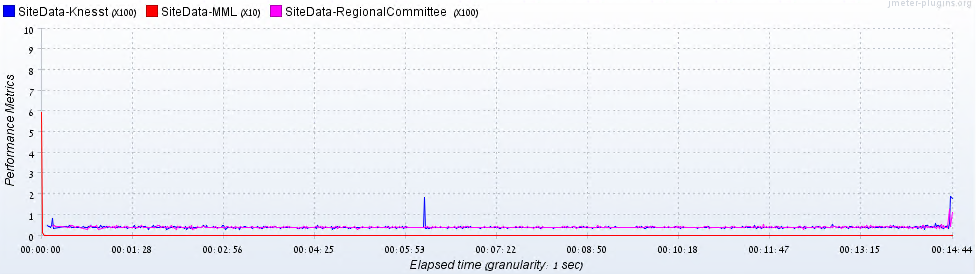 jmeter-plugins.org
SiteData-Knesst (X100) SiteData-MML (X10) SiteData-RegionalCommittee (X100)
10
9
8
7
6
5
4
3
2
1
0
Performance Metrics
00:00:00 00:01:28 00:02:56 00:04:25 00:05:53 00:07:22 00:08:50 00:10:18 00:11:47 00:13:15 00:14:44
Elapsed time (granularity: 1 sec)